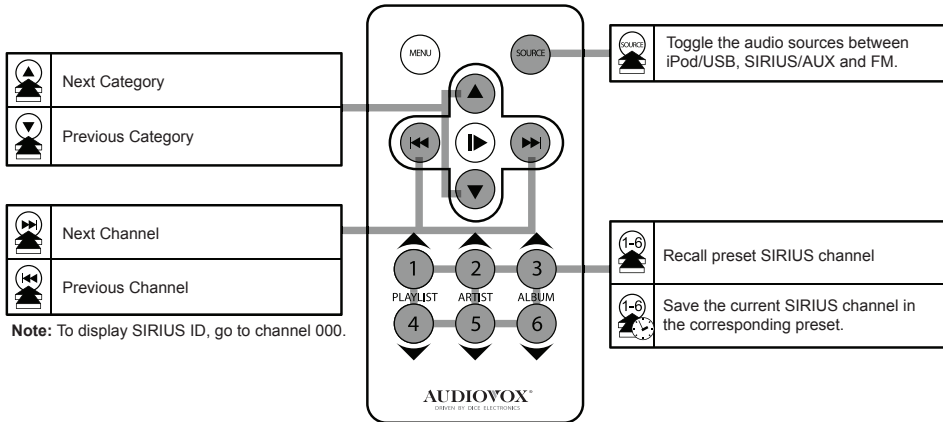 MENU
SOURCE
SOURCE
Toggle the audio sources between
iPod/USB, SIRIUS/AUX and FM.
Next Category
Previous Category
Next Channel
Previous Channel
Note: To display SIRIUS ID, go to channel 000.
1 2 3
PLAYLIST ARTIST ALBUM
4 5 6
1-6
Recall preset SIRIUS channel
1-6
Save the current SIRIUS channel in
the corresponding preset.
AUDIOVOX®
DRIVEN BY DICE ELECTRONICS